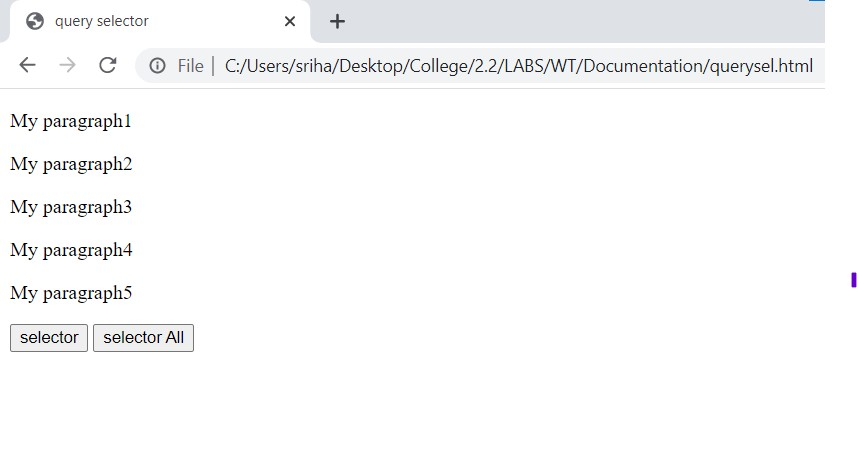 query selector
File | C:/Users/sriha/Desktop/College/2.2/LABS/WT/Documentation/querysel.html
My paragraph1
My paragraph2
My paragraph3
My paragraph4
My paragraph5
selector selector All